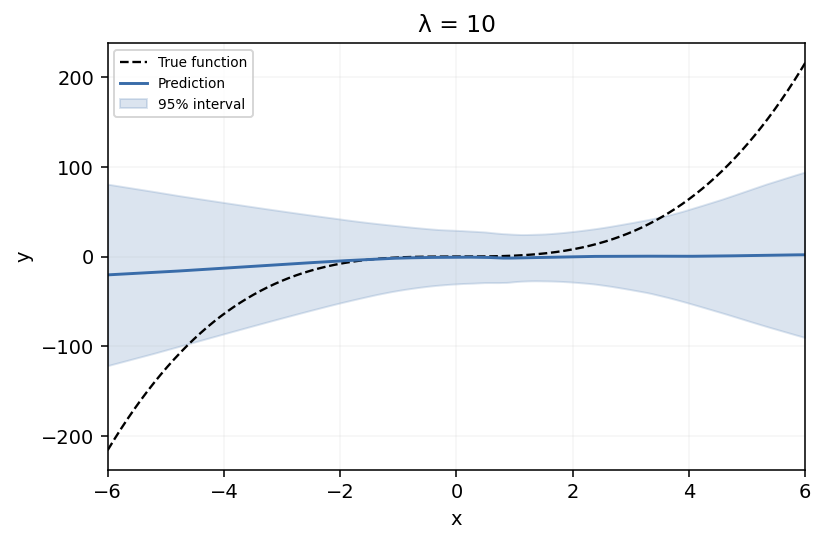 λ = 10
True function
Prediction
95% interval
200
100
0
−100
−200
y
−6
−4
−2
0
2
4
6
x